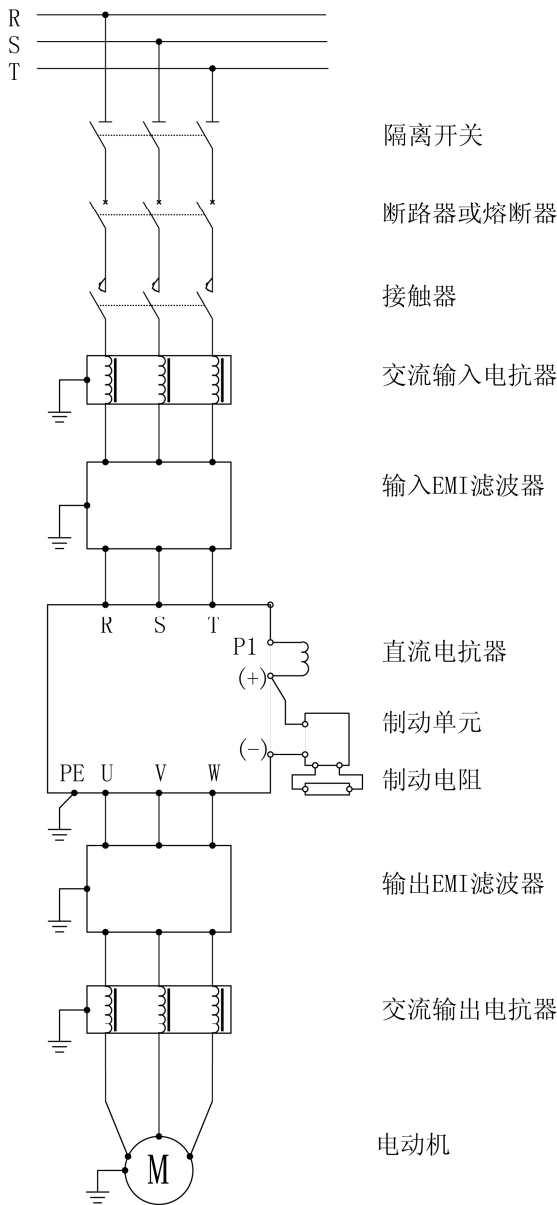 R
S
T
隔离开关
断路器或熔断器
接触器
交流输入电抗器
输入EMI滤波器
R S T
P1
直流电抗器
(+)
制动单元
(-)
PE U V W
制动电阻
输出EMI滤波器
交流输出电抗器
电动机
M